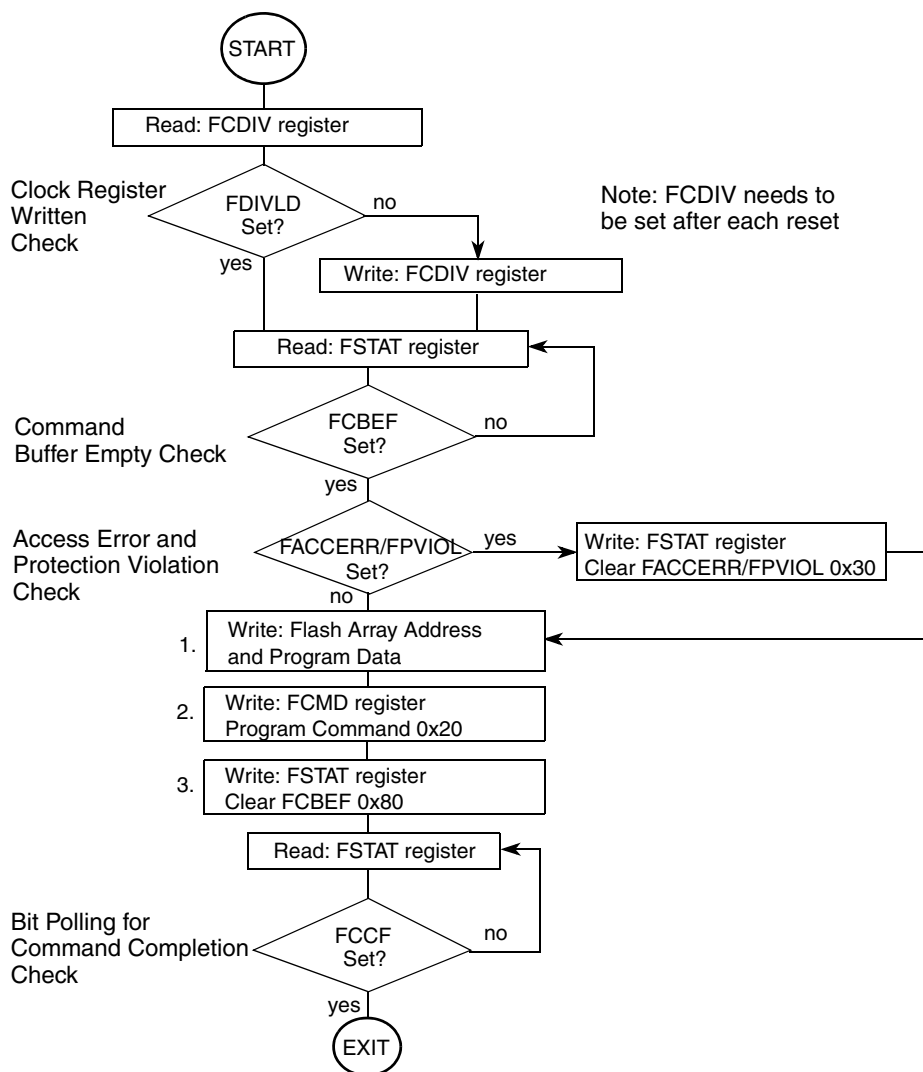 START
Read: FCDIV register
Clock Register
Written
Check
FDIVLD
Set?
no
yes
Note: FCDIV needs to
be set after each reset
Write: FCDIV register
Read: FSTAT register
Command
Buffer Empty Check
FCBEF
Set?
no
yes
Access Error and
Protection Violation
Check
FACCERR/FPVIOL
Set?
yes
no
Write: FSTAT register
Clear FACCERR/FPVIOL 0x30
1.
Write: Flash Array Address
and Program Data
2.
Write: FCMD register
Program Command 0x20
3.
Write: FSTAT register
Clear FCBEF 0x80
Read: FSTAT register
Bit Polling for
Command Completion
Check
FCCF
Set?
no
yes
EXIT